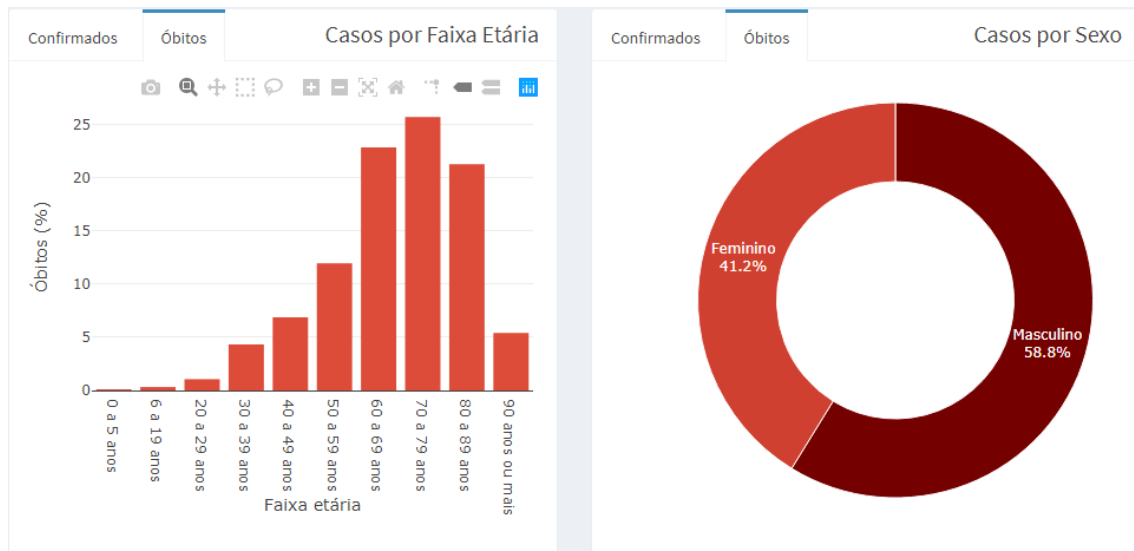 Confirmados
Óbitos
Casos por Faixa Etária
25
20
15
10
5
0
Óbitos (%)
0 a 5 anos
6 a 19 anos
20 a 29 anos
30 a 39 anos
40 a 49 anos
50 a 59 anos
60 a 69 anos
70 a 79 anos
80 a 89 anos
90 anos ou mais
Faixa etária
Confirmados
Óbitos
Casos por Sexo
Feminino
41.2%
Masculino
58.8%